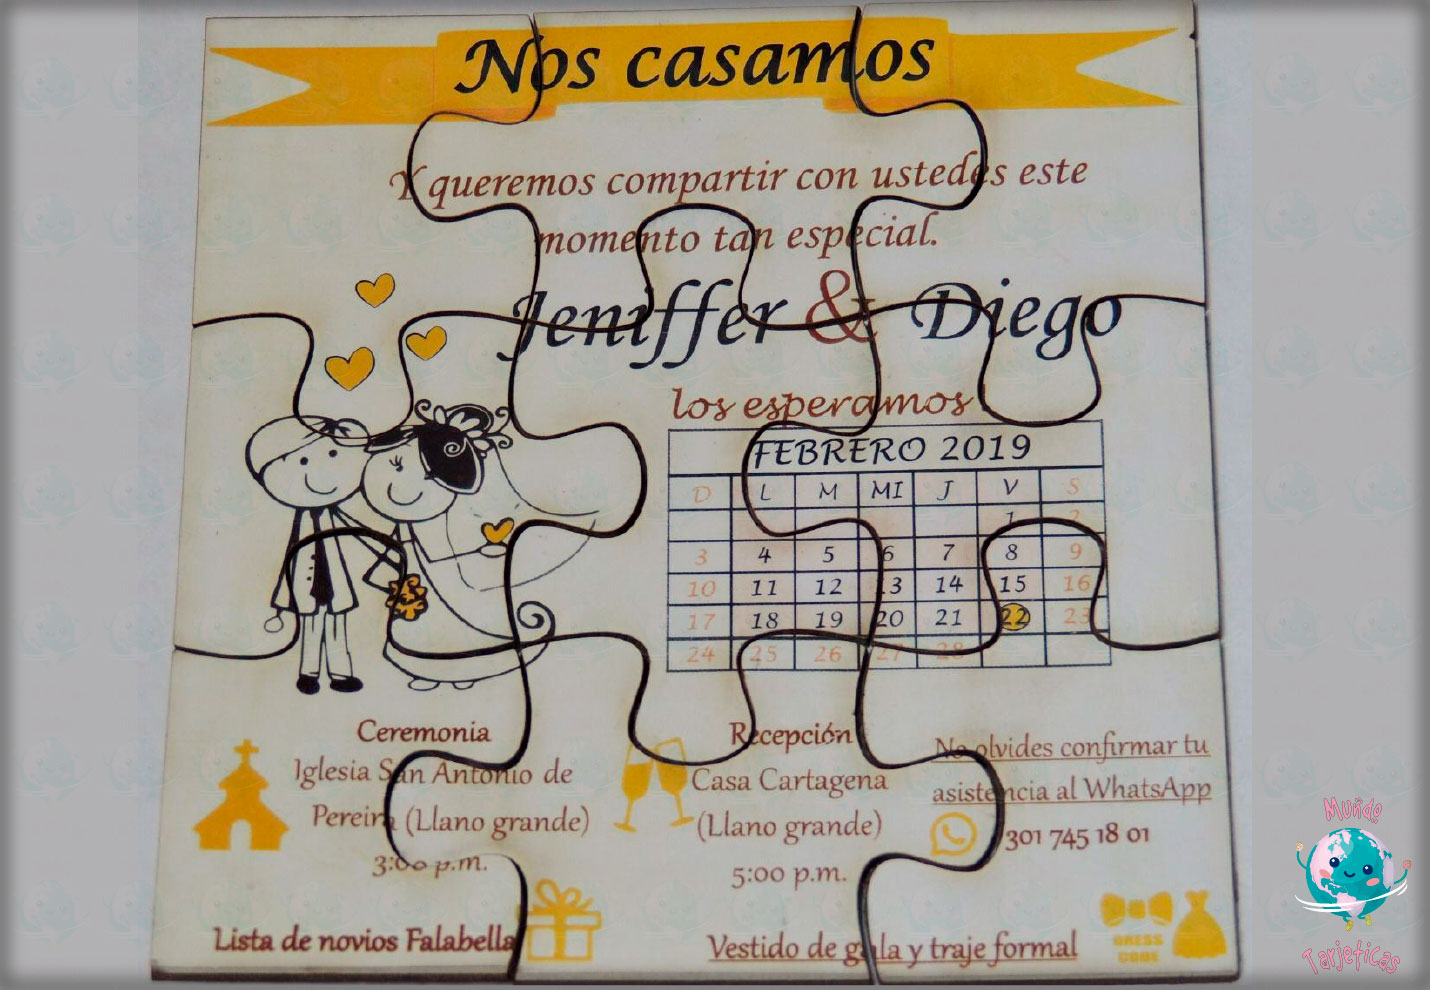 Nos casamos
Y queremos compartir con ustedes este
momento tan especial.
Jeniffer & Diego
los esperamos
FEBRERO 2019
D L M MI J V S
1 2
3 4 5 6 7 8 9
10 11 12 13 14 15 16
17 18 19 20 21 22 23
24 25 26 27 28
Ceremonia
Iglesia San Antonio de
Pereira (Llano grande)
3:00 p.m.
Recepción
Casa Cartagena
(Llano grande)
5:00 p.m.
No olvides confirmar tu
asistencia al WhatsApp
301 745 18 01
Lista de novios Falabella
Vestido de gala y traje formal
DRESS
CODE
Mundo
Tarjeticas